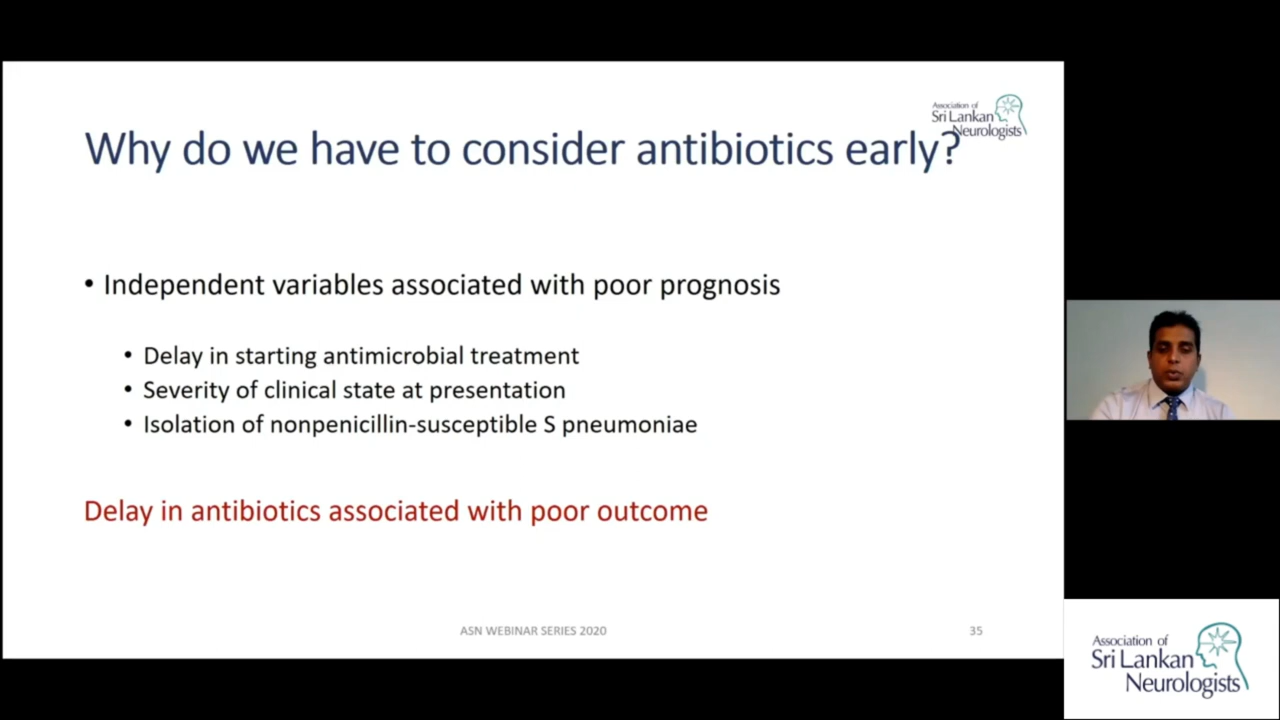 Association of
Sri Lankan
Neurologists
Why do we have to consider antibiotics early?
• Independent variables associated with poor prognosis
• Delay in starting antimicrobial treatment
• Severity of clinical state at presentation
• Isolation of nonpenicillin-susceptible S pneumoniae
Delay in antibiotics associated with poor outcome
ASN WEBINAR SERIES 2020
35
Association of
Sri Lankan
Neurologists